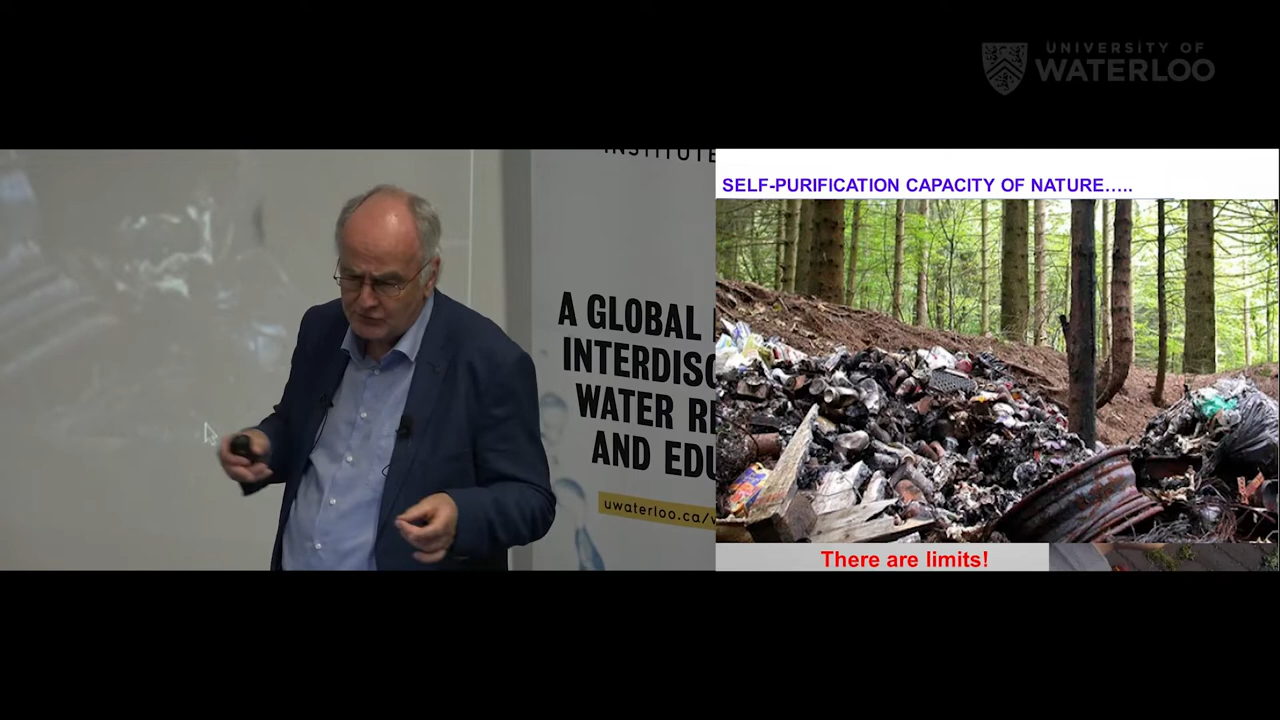 UNIVERSITY OF
WATERLOO
INSTITUTE
A GLOBAL
INTERDISC
WATER R
AND EDU
uwaterloo.ca/w
SELF-PURIFICATION CAPACITY OF NATURE.....
There are limits!